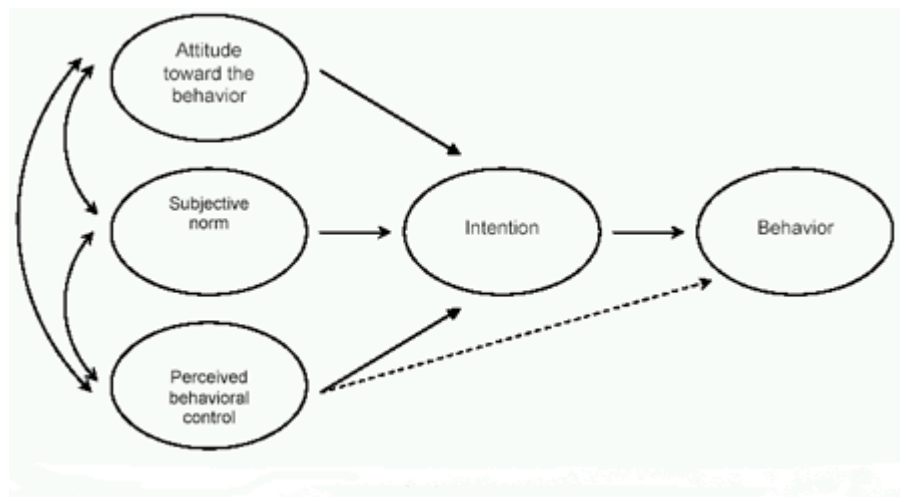 Attitude
toward the
behavior
Subjective
norm
Intention
Behavior
Perceived
behavioral
control